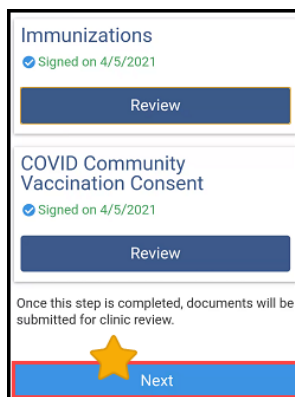 Immunizations
Signed on 4/5/2021
Review
COVID Community
Vaccination Consent
Signed on 4/5/2021
Review
Once this step is completed, documents will be
submitted for clinic review.
Next